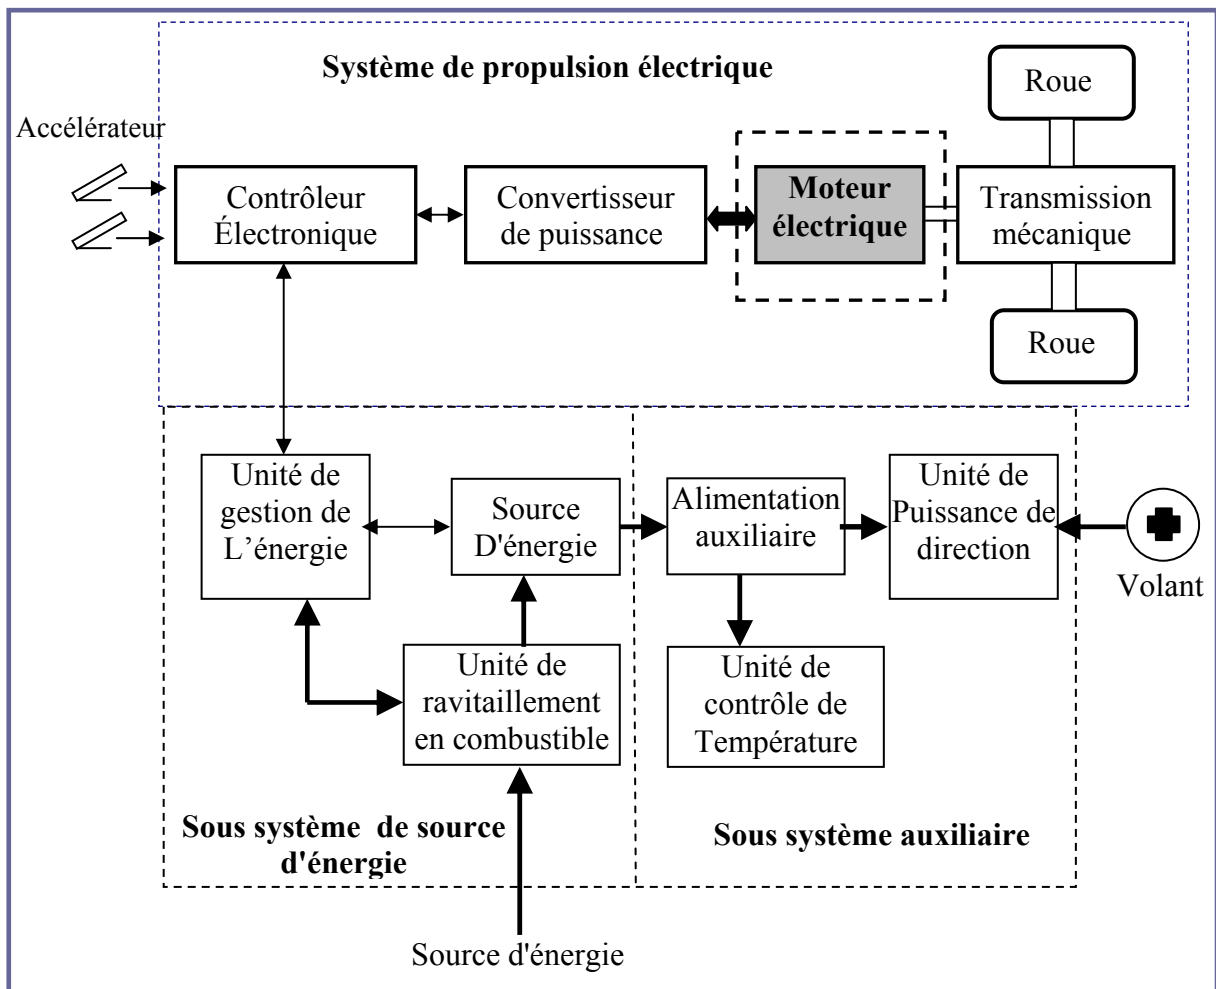 Système de propulsion électrique
Roue
Accélérateur
Contrôleur
Électronique
Convertisseur
de puissance
Moteur
électrique
Transmission
mécanique
Roue
Unité de
gestion de
L’énergie
Source
D'énergie
Alimentation
auxiliaire
Unité de
Puissance de
direction
Volant
Unité de
ravitaillement
en combustible
Unité de
contrôle de
Température
Sous système de source
d'énergie
Sous système auxiliaire
Source d'énergie